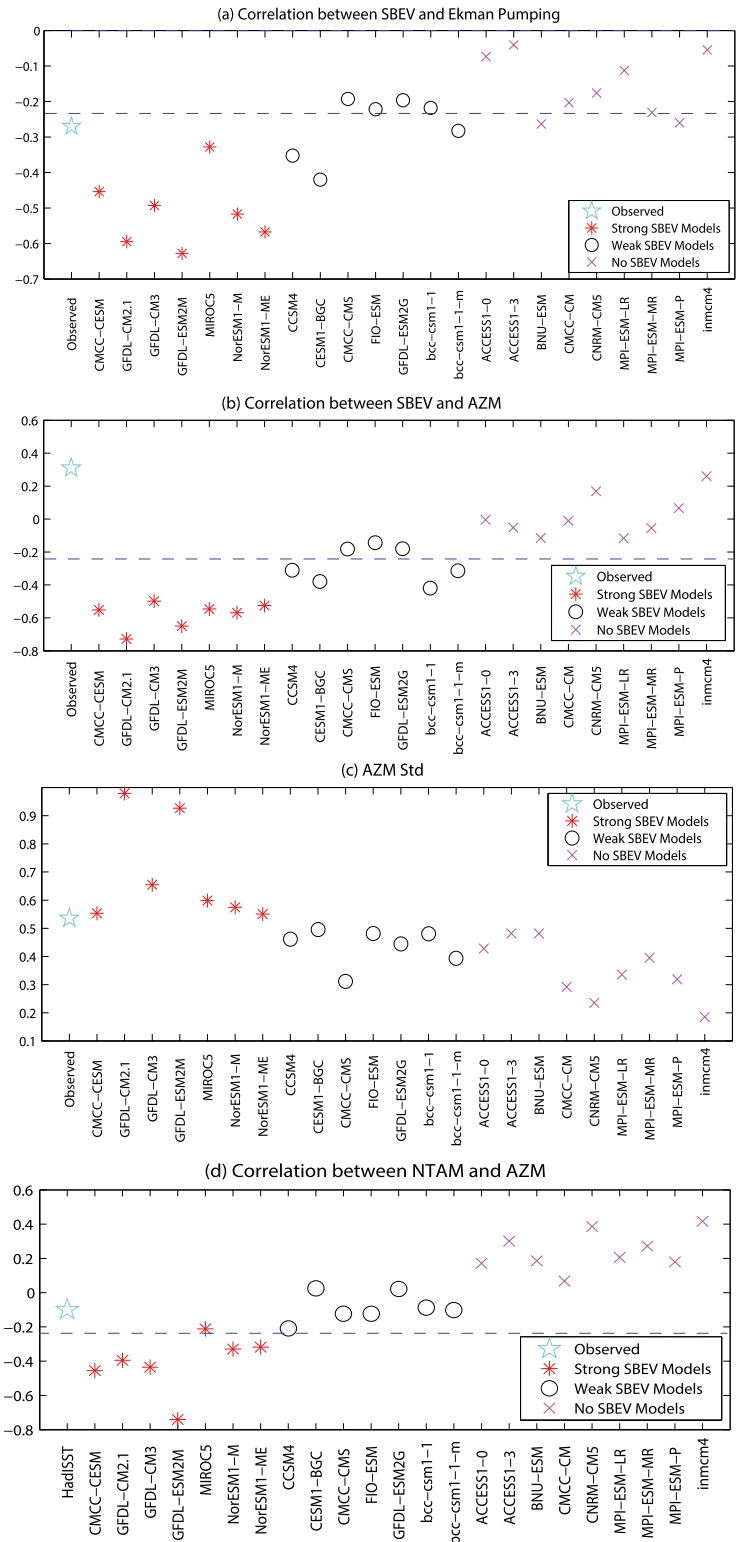 (a) Correlation between SBEV and Ekman Pumping
0
−0.1
−0.2
−0.3
−0.4
−0.5
−0.6
−0.7
Observed
Strong SBEV Models
Weak SBEV Models
No SBEV Models
Observed
CMCC−CESM
GFDL−CM2.1
GFDL−CM3
GFDL−ESM2M
MIROC5
NorESM1−M
NorESM1−ME
CCSM4
CESM1−BGC
CMCC−CMS
FIO−ESM
GFDL−ESM2G
bcc−csm1−1
bcc−csm1−1−m
ACCESS1−0
ACCESS1−3
BNU−ESM
CMCC−CM
CNRM−CM5
MPI−ESM−LR
MPI−ESM−MR
MPI−ESM−P
inmcm4
(b) Correlation between SBEV and AZM
0.6
0.4
0.2
0
−0.2
−0.4
−0.6
−0.8
Observed
Strong SBEV Models
Weak SBEV Models
No SBEV Models
Observed
CMCC−CESM
GFDL−CM2.1
GFDL−CM3
GFDL−ESM2M
MIROC5
NorESM1−M
NorESM1−ME
CCSM4
CESM1−BGC
CMCC−CMS
FIO−ESM
GFDL−ESM2G
bcc−csm1−1
bcc−csm1−1−m
ACCESS1−0
ACCESS1−3
BNU−ESM
CMCC−CM
CNRM−CM5
MPI−ESM−LR
MPI−ESM−MR
MPI−ESM−P
inmcm4
(c) AZM Std
0.9
0.8
0.7
0.6
0.5
0.4
0.3
0.2
0.1
Observed
Strong SBEV Models
Weak SBEV Models
No SBEV Models
Observed
CMCC−CESM
GFDL−CM2.1
GFDL−CM3
GFDL−ESM2M
MIROC5
NorESM1−M
NorESM1−ME
CCSM4
CESM1−BGC
CMCC−CMS
FIO−ESM
GFDL−ESM2G
bcc−csm1−1
bcc−csm1−1−m
ACCESS1−0
ACCESS1−3
BNU−ESM
CMCC−CM
CNRM−CM5
MPI−ESM−LR
MPI−ESM−MR
MPI−ESM−P
inmcm4
(d) Correlation between NTAM and AZM
0.6
0.4
0.2
0
−0.2
−0.4
−0.6
−0.8
Observed
Strong SBEV Models
Weak SBEV Models
No SBEV Models
HadISST
CMCC−CESM
GFDL−CM2.1
GFDL−CM3
GFDL−ESM2M
MIROC5
NorESM1−M
NorESM1−ME
CCSM4
CESM1−BGC
CMCC−CMS
FIO−ESM
GFDL−ESM2G
bcc−csm1−1
bcc−csm1−1−m
ACCESS1−0
ACCESS1−3
BNU−ESM
CMCC−CM
CNRM−CM5
MPI−ESM−LR
MPI−ESM−MR
MPI−ESM−P
inmcm4